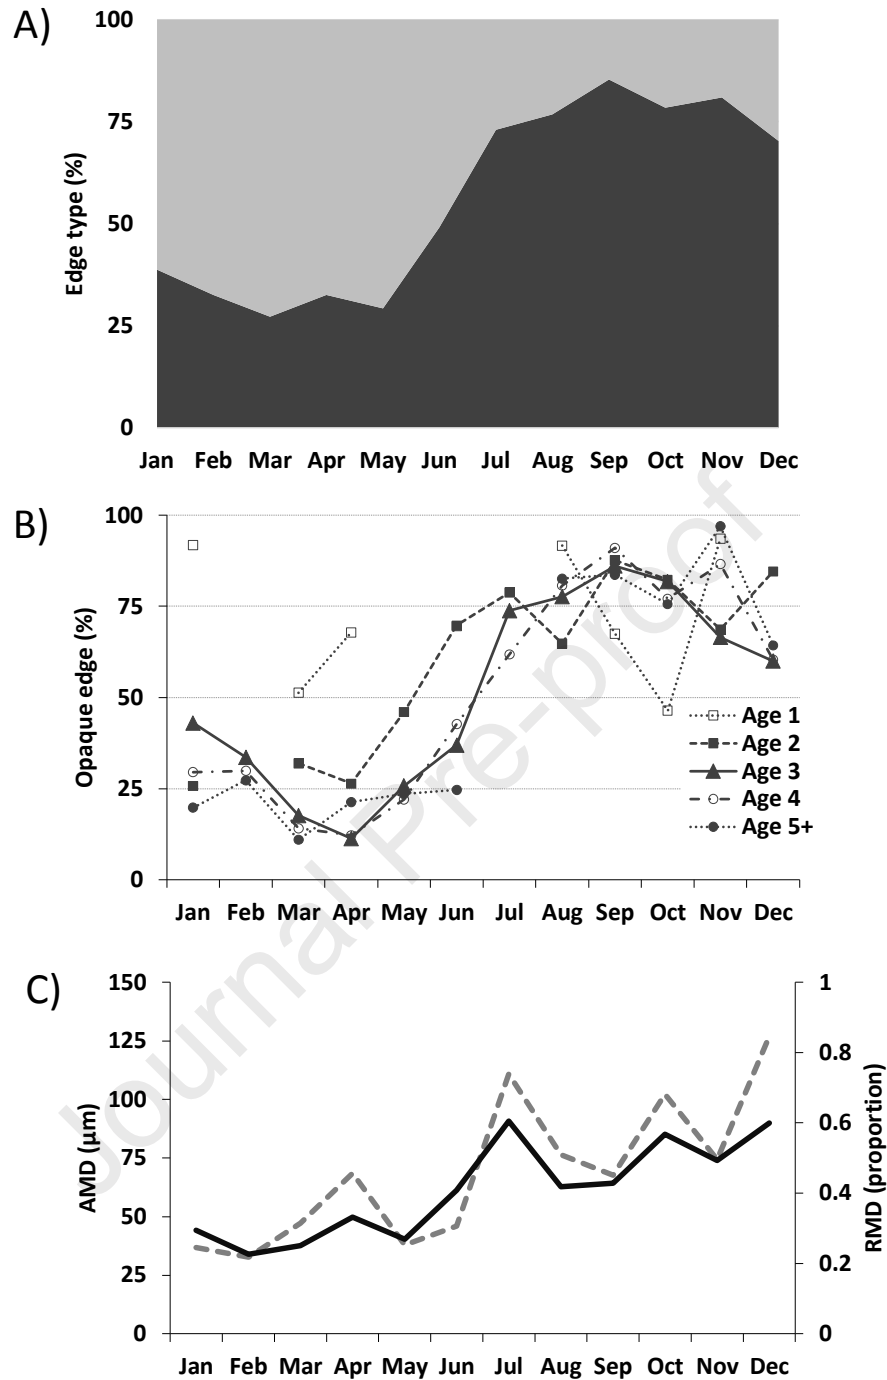 A)
Edge type (%)
100
75
50
25
0
Jan Feb Mar Apr May Jun Jul Aug Sep Oct Nov Dec
B)
Opaque edge (%)
100
75
50
25
0
Age 1
Age 2
Age 3
Age 4
Age 5+
Jan Feb Mar Apr May Jun Jul Aug Sep Oct Nov Dec
C)
AMD (µm)
150
125
100
75
50
25
0
1
0.8
0.6
0.4
0.2
0
RMD (proportion)
Jan Feb Mar Apr May Jun Jul Aug Sep Oct Nov Dec
Journal Pre-proof